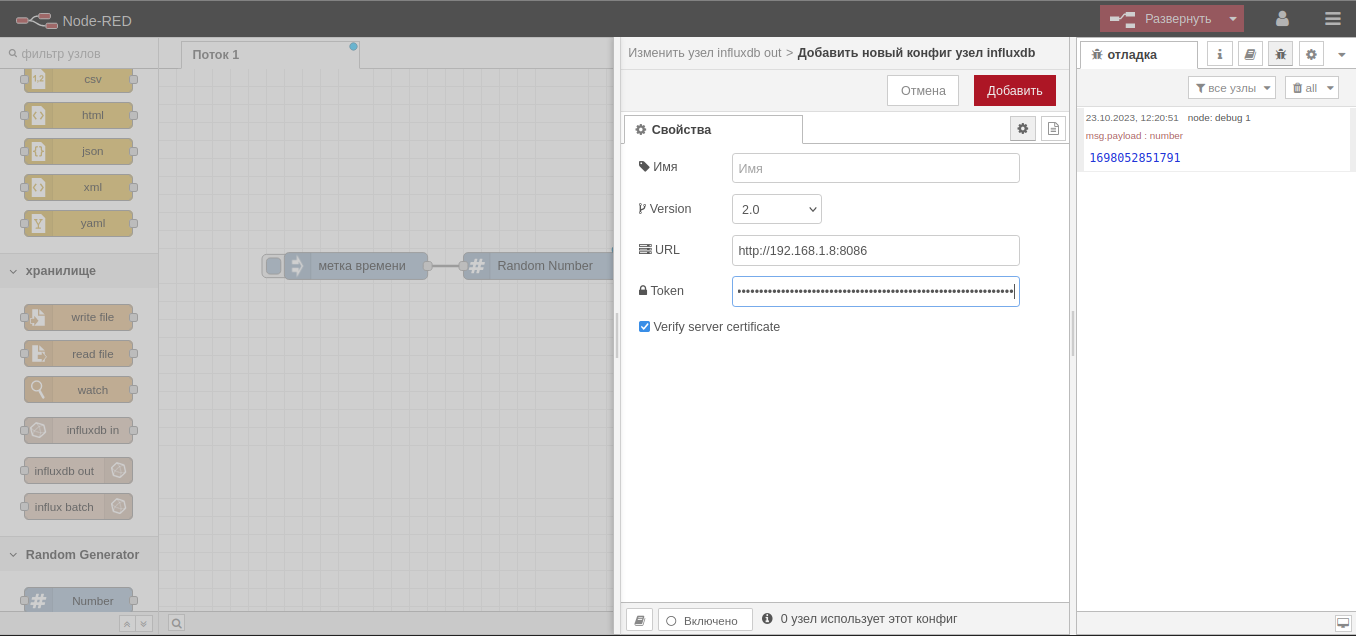 Node-RED
Развернуть
фильтр узлов
csv
html
json
xml
yaml
хранилище
write file
read file
watch
influxdb in
influxdb out
influx batch
Random Generator
Number
Поток 1
метка времени
Random Number
Изменить узел influxdb out > Добавить новый конфиг узел influxdb
Отмена
Добавить
Свойства
Имя
Имя
Version
2.0
URL
http://192.168.1.8:8086
Token
Verify server certificate
Включено
0 узел использует этот конфиг
отладка
все узлы
all
23.10.2023, 12:20:51 node: debug 1
msg.payload : number
1698052851791